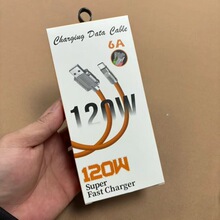 Charging Data Cable
6A
120W
120W
Super
Fast Charger